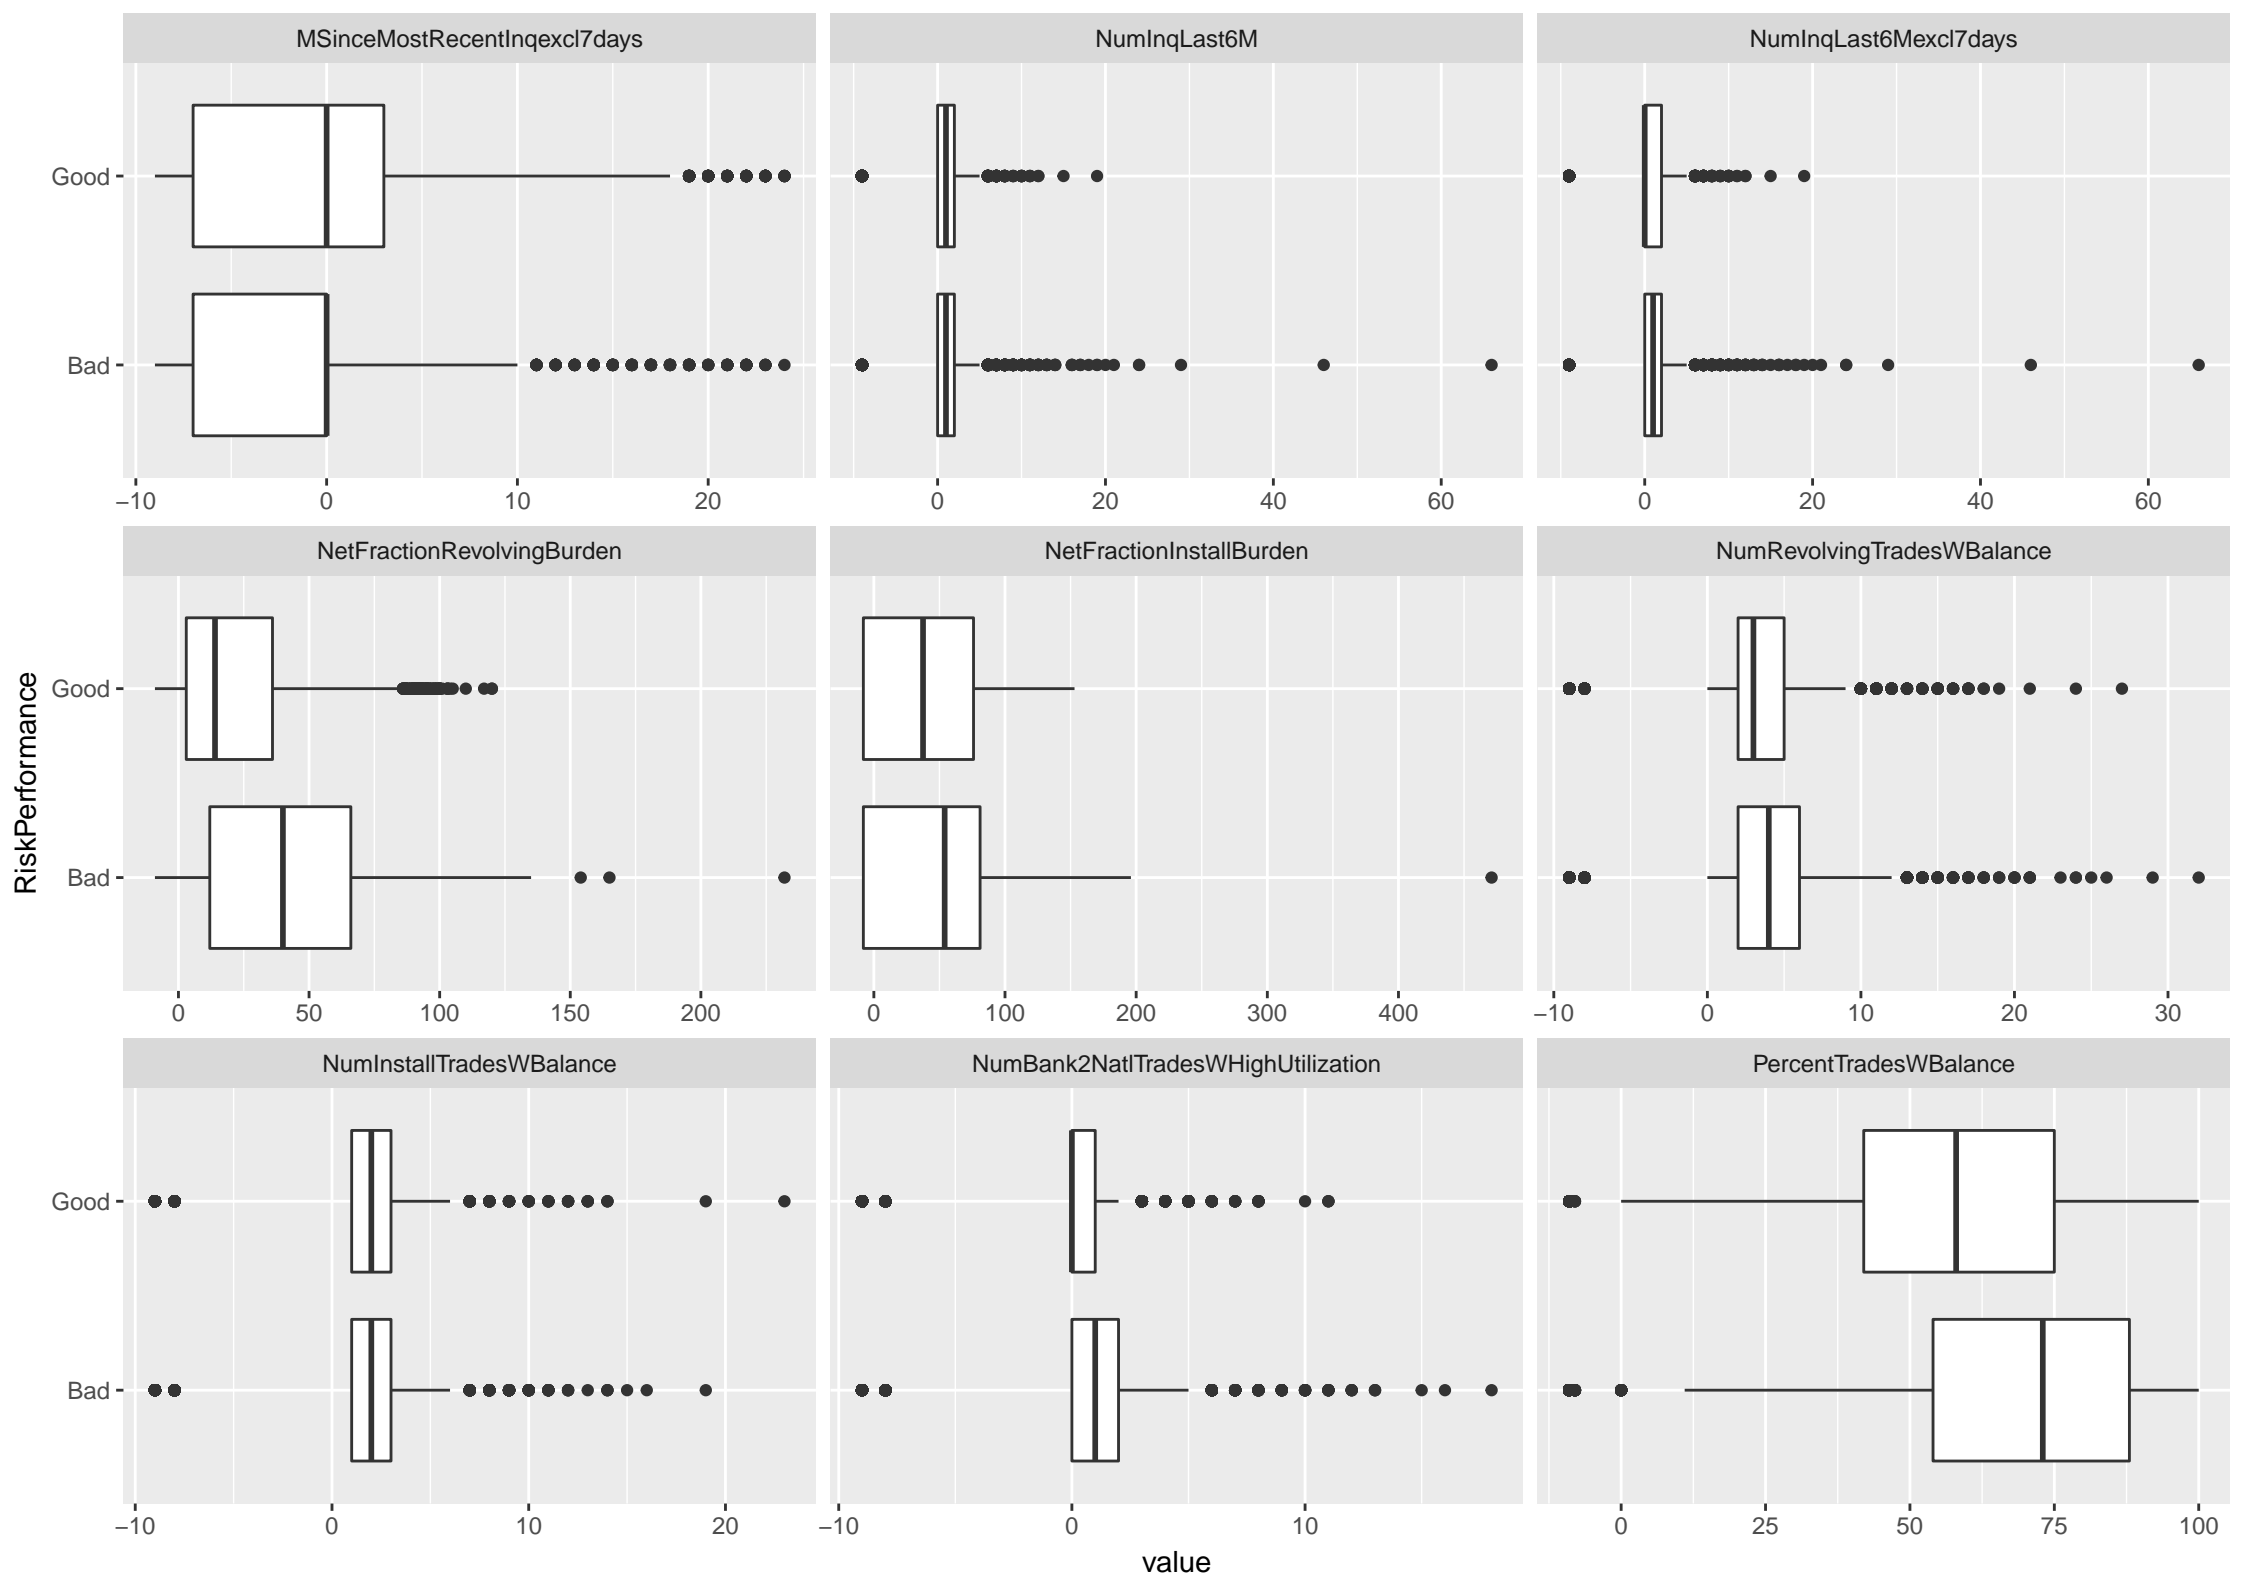 MSinceMostRecentInqexcl7days
NumInqLast6M
NumInqLast6Mexcl7days
Good
Bad
−10 0 10 20
0 20 40 60
0 20 40 60
NetFractionRevolvingBurden
NetFractionInstallBurden
NumRevolvingTradesWBalance
RiskPerformance
Good
Bad
0 50 100 150 200
0 100 200 300 400
−10 0 10 20 30
NumInstallTradesWBalance
NumBank2NatlTradesWHighUtilization
PercentTradesWBalance
Good
Bad
−10 0 10 20
−10 0 10
0 25 50 75 100
value